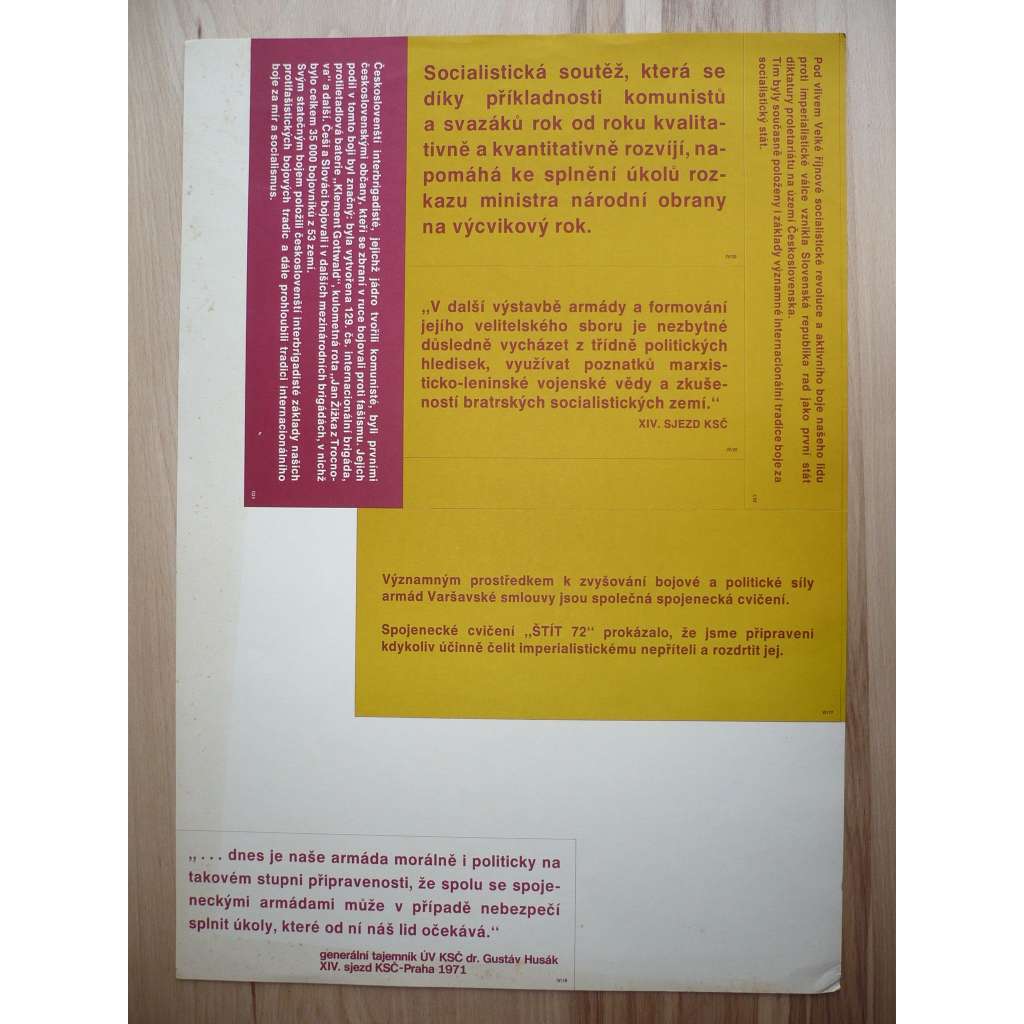 Československští interbrigadisté, jejichž jádro tvořili komunisté, byli prvními
československými občany, kteří se zbraní v ruce bojovali proti fašismu. Jejich
podíl v tomto boji byl značný: byla vytvořena 129. čs. internacionální brigáda,
protiletadlová baterie „Klement Gottwald“, kulometná rota „Jan Žižka z Trocno-
va“ a další. Češi a Slováci bojovali i v dalších mezinárodních brigádách, v nichž
bylo celkem 35 000 bojovníků z 53 zemí.
Svým statečným bojem položili českoslovenští interbrigadisté základy našich
protifašistických bojových tradic a dále prohloubili tradici internacionálního
boje za mír a socialismus.
Socialistická soutěž, která se
díky příkladnosti komunistů
a svazáků rok od roku kvalita-
tivně a kvantitativně rozvíjí, na-
pomáhá ke splnění úkolů roz-
kazu ministra národní obrany
na výcvikový rok.
„V další výstavbě armády a formování
jejího velitelského sboru je nezbytné
důsledně vycházet z třídně politických
hledisek, využívat poznatků marxis-
ticko-leninské vojenské vědy a zkuše-
ností bratrských socialistických zemí.“
XIV. SJEZD KSČ
Pod vlivem Velké říjnové socialistické revoluce a aktivního boje našeho lidu
proti imperialistické válce vznikla Slovenská republika rad jako první stát
diktatury proletariátu na území Československa.
Tím byly současně položeny i základy významné internacionální tradice boje za
socialistický stát.
Významným prostředkem k zvyšování bojové a politické síly
armád Varšavské smlouvy jsou společná spojenecká cvičení.
Spojenecké cvičení „ŠTÍT 72“ prokázalo, že jsme připraveni
kdykoliv účinně čelit imperialistickému nepříteli a rozdrtit jej.
„... dnes je naše armáda morálně i politicky na
takovém stupni připravenosti, že spolu se spoje-
neckými armádami může v případě nebezpečí
splnit úkoly, které od ní náš lid očekává.“
generální tajemník ÚV KSČ dr. Gustáv Husák
XIV. sjezd KSČ-Praha 1971